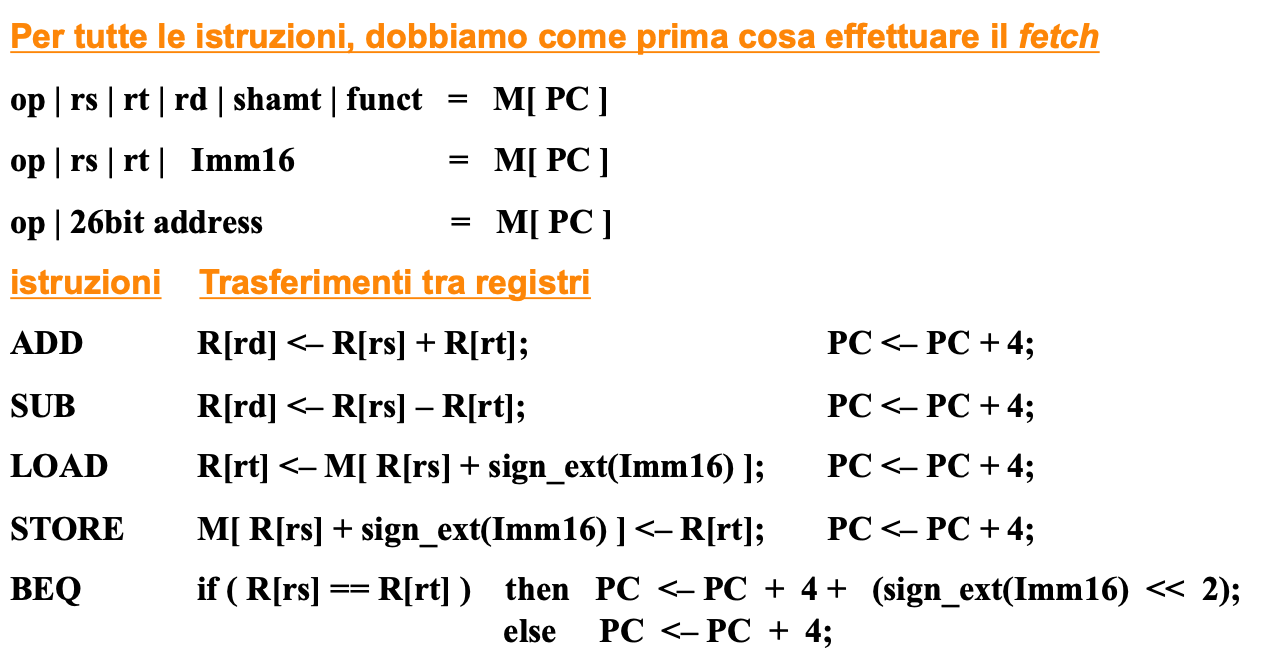 Per tutte le istruzioni, dobbiamo come prima cosa effettuare il fetch
op | rs | rt | rd | shamt | funct = M[ PC ]
op | rs | rt | Imm16 = M[ PC ]
op | 26bit address = M[ PC ]
istruzioni Trasferimenti tra registri
ADD R[rd] <– R[rs] + R[rt]; PC <– PC + 4;
SUB R[rd] <– R[rs] – R[rt]; PC <– PC + 4;
LOAD R[rt] <– M[ R[rs] + sign_ext(Imm16) ]; PC <– PC + 4;
STORE M[ R[rs] + sign_ext(Imm16) ] <– R[rt]; PC <– PC + 4;
BEQ if ( R[rs] == R[rt] ) then PC <– PC + 4 + (sign_ext(Imm16) << 2);
else PC <– PC + 4;